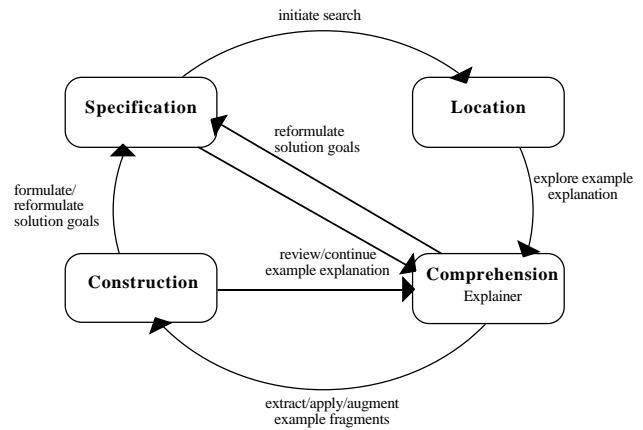 initiate search
Specification
Location
reformulate
solution goals
explore example
explanation
formulate/
reformulate
solution goals
review/continue
example explanation
Construction
Comprehension
Explainer
extract/apply/augment
example fragments